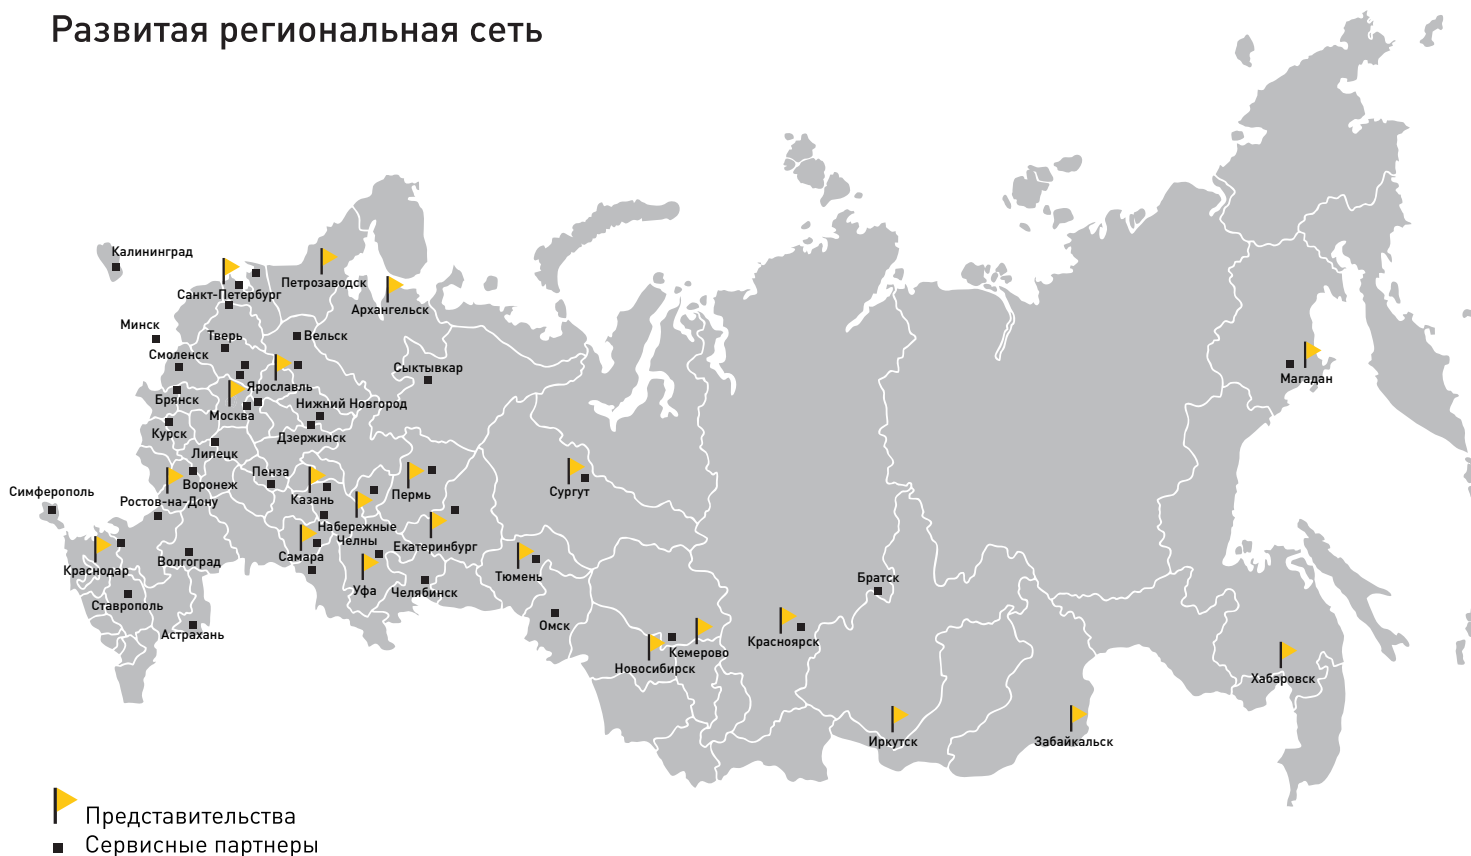 Развитая региональная сеть
Калининград
Санкт-Петербург
Петрозаводск
Архангельск
Минск
Тверь
Вельск
Смоленск
Сыктывкар
Магадан
Ярославль
Брянск
Москва
Нижний Новгород
Курск
Дзержинск
Липецк
Пенза
Воронеж
Казань
Пермь
Сургут
Симферополь
Ростов-на-Дону
Набережные
Челны
Екатеринбург
Самара
Волгоград
Краснодар
Тюмень
Братск
Уфа
Челябинск
Ставрополь
Омск
Астрахань
Красноярск
Кемерово
Новосибирск
Хабаровск
Иркутск
Забайкальск
Представительства
Сервисные партнеры